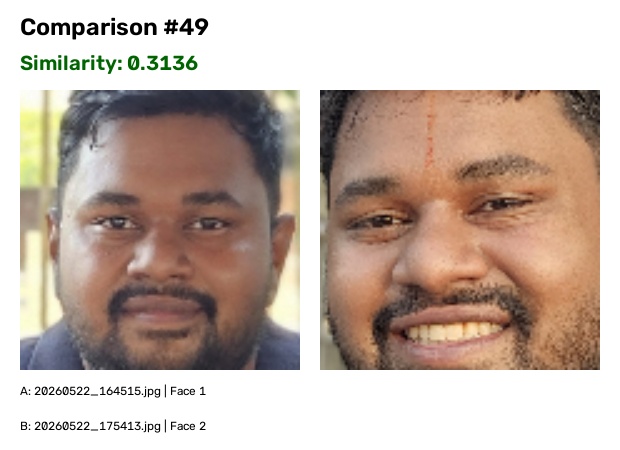 Comparison #49
Similarity: 0.3136
A: 20260522_164515.jpg | Face 1
B: 20260522_175413.jpg | Face 2